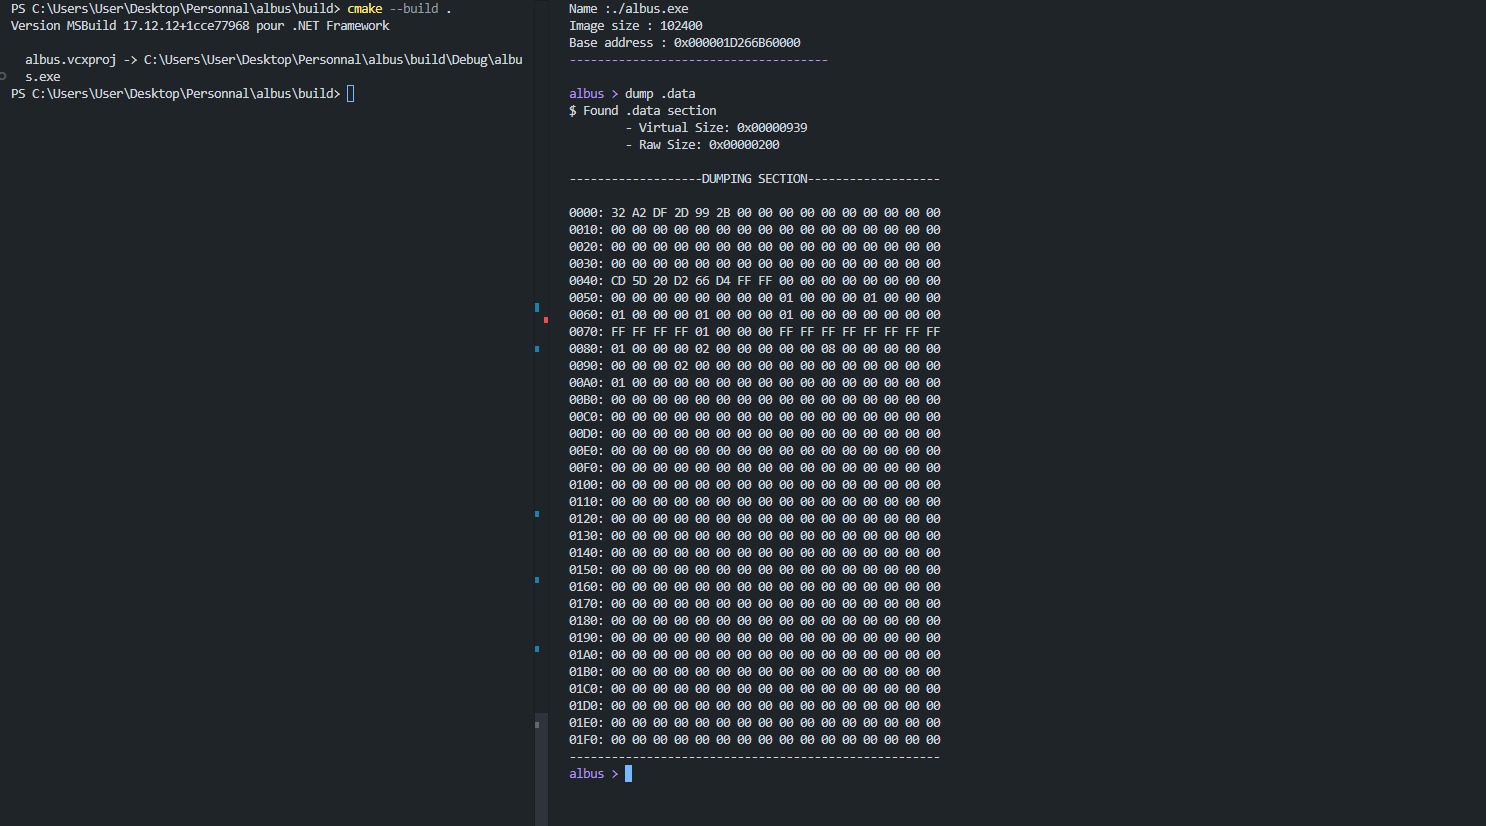 PS C:\Users\User\Desktop\Personnal\albus\build> cmake --build .
Version MSBuild 17.12.12+1cce77968 pour .NET Framework
albus.vcxproj -> C:\Users\User\Desktop\Personnal\albus\build\Debug\albu
s.exe
PS C:\Users\User\Desktop\Personnal\albus\build>
Name :./albus.exe
Image size : 102400
Base address : 0x000001D266B60000
-------------------------------------
albus > dump .data
$ Found .data section
- Virtual Size: 0x00000939
- Raw Size: 0x00000200
-------------------DUMPING SECTION-------------------
0000: 32 A2 DF 2D 99 2B 00 00 00 00 00 00 00 00 00 00
0010: 00 00 00 00 00 00 00 00 00 00 00 00 00 00 00 00
0020: 00 00 00 00 00 00 00 00 00 00 00 00 00 00 00 00
0030: 00 00 00 00 00 00 00 00 00 00 00 00 00 00 00 00
0040: CD 5D 20 D2 66 D4 FF FF 00 00 00 00 00 00 00 00
0050: 00 00 00 00 00 00 00 00 01 00 00 00 01 00 00 00
0060: 01 00 00 00 01 00 00 00 01 00 00 00 00 00 00 00
0070: FF FF FF FF 01 00 00 00 FF FF FF FF FF FF FF FF
0080: 01 00 00 00 02 00 00 00 00 00 08 00 00 00 00 00
0090: 00 00 00 02 00 00 00 00 00 00 00 00 00 00 00 00
00A0: 01 00 00 00 00 00 00 00 00 00 00 00 00 00 00 00
00B0: 00 00 00 00 00 00 00 00 00 00 00 00 00 00 00 00
00C0: 00 00 00 00 00 00 00 00 00 00 00 00 00 00 00 00
00D0: 00 00 00 00 00 00 00 00 00 00 00 00 00 00 00 00
00E0: 00 00 00 00 00 00 00 00 00 00 00 00 00 00 00 00
00F0: 00 00 00 00 00 00 00 00 00 00 00 00 00 00 00 00
0100: 00 00 00 00 00 00 00 00 00 00 00 00 00 00 00 00
0110: 00 00 00 00 00 00 00 00 00 00 00 00 00 00 00 00
0120: 00 00 00 00 00 00 00 00 00 00 00 00 00 00 00 00
0130: 00 00 00 00 00 00 00 00 00 00 00 00 00 00 00 00
0140: 00 00 00 00 00 00 00 00 00 00 00 00 00 00 00 00
0150: 00 00 00 00 00 00 00 00 00 00 00 00 00 00 00 00
0160: 00 00 00 00 00 00 00 00 00 00 00 00 00 00 00 00
0170: 00 00 00 00 00 00 00 00 00 00 00 00 00 00 00 00
0180: 00 00 00 00 00 00 00 00 00 00 00 00 00 00 00 00
0190: 00 00 00 00 00 00 00 00 00 00 00 00 00 00 00 00
01A0: 00 00 00 00 00 00 00 00 00 00 00 00 00 00 00 00
01B0: 00 00 00 00 00 00 00 00 00 00 00 00 00 00 00 00
01C0: 00 00 00 00 00 00 00 00 00 00 00 00 00 00 00 00
01D0: 00 00 00 00 00 00 00 00 00 00 00 00 00 00 00 00
01E0: 00 00 00 00 00 00 00 00 00 00 00 00 00 00 00 00
01F0: 00 00 00 00 00 00 00 00 00 00 00 00 00 00 00 00
-----------------------------------------------------
albus >